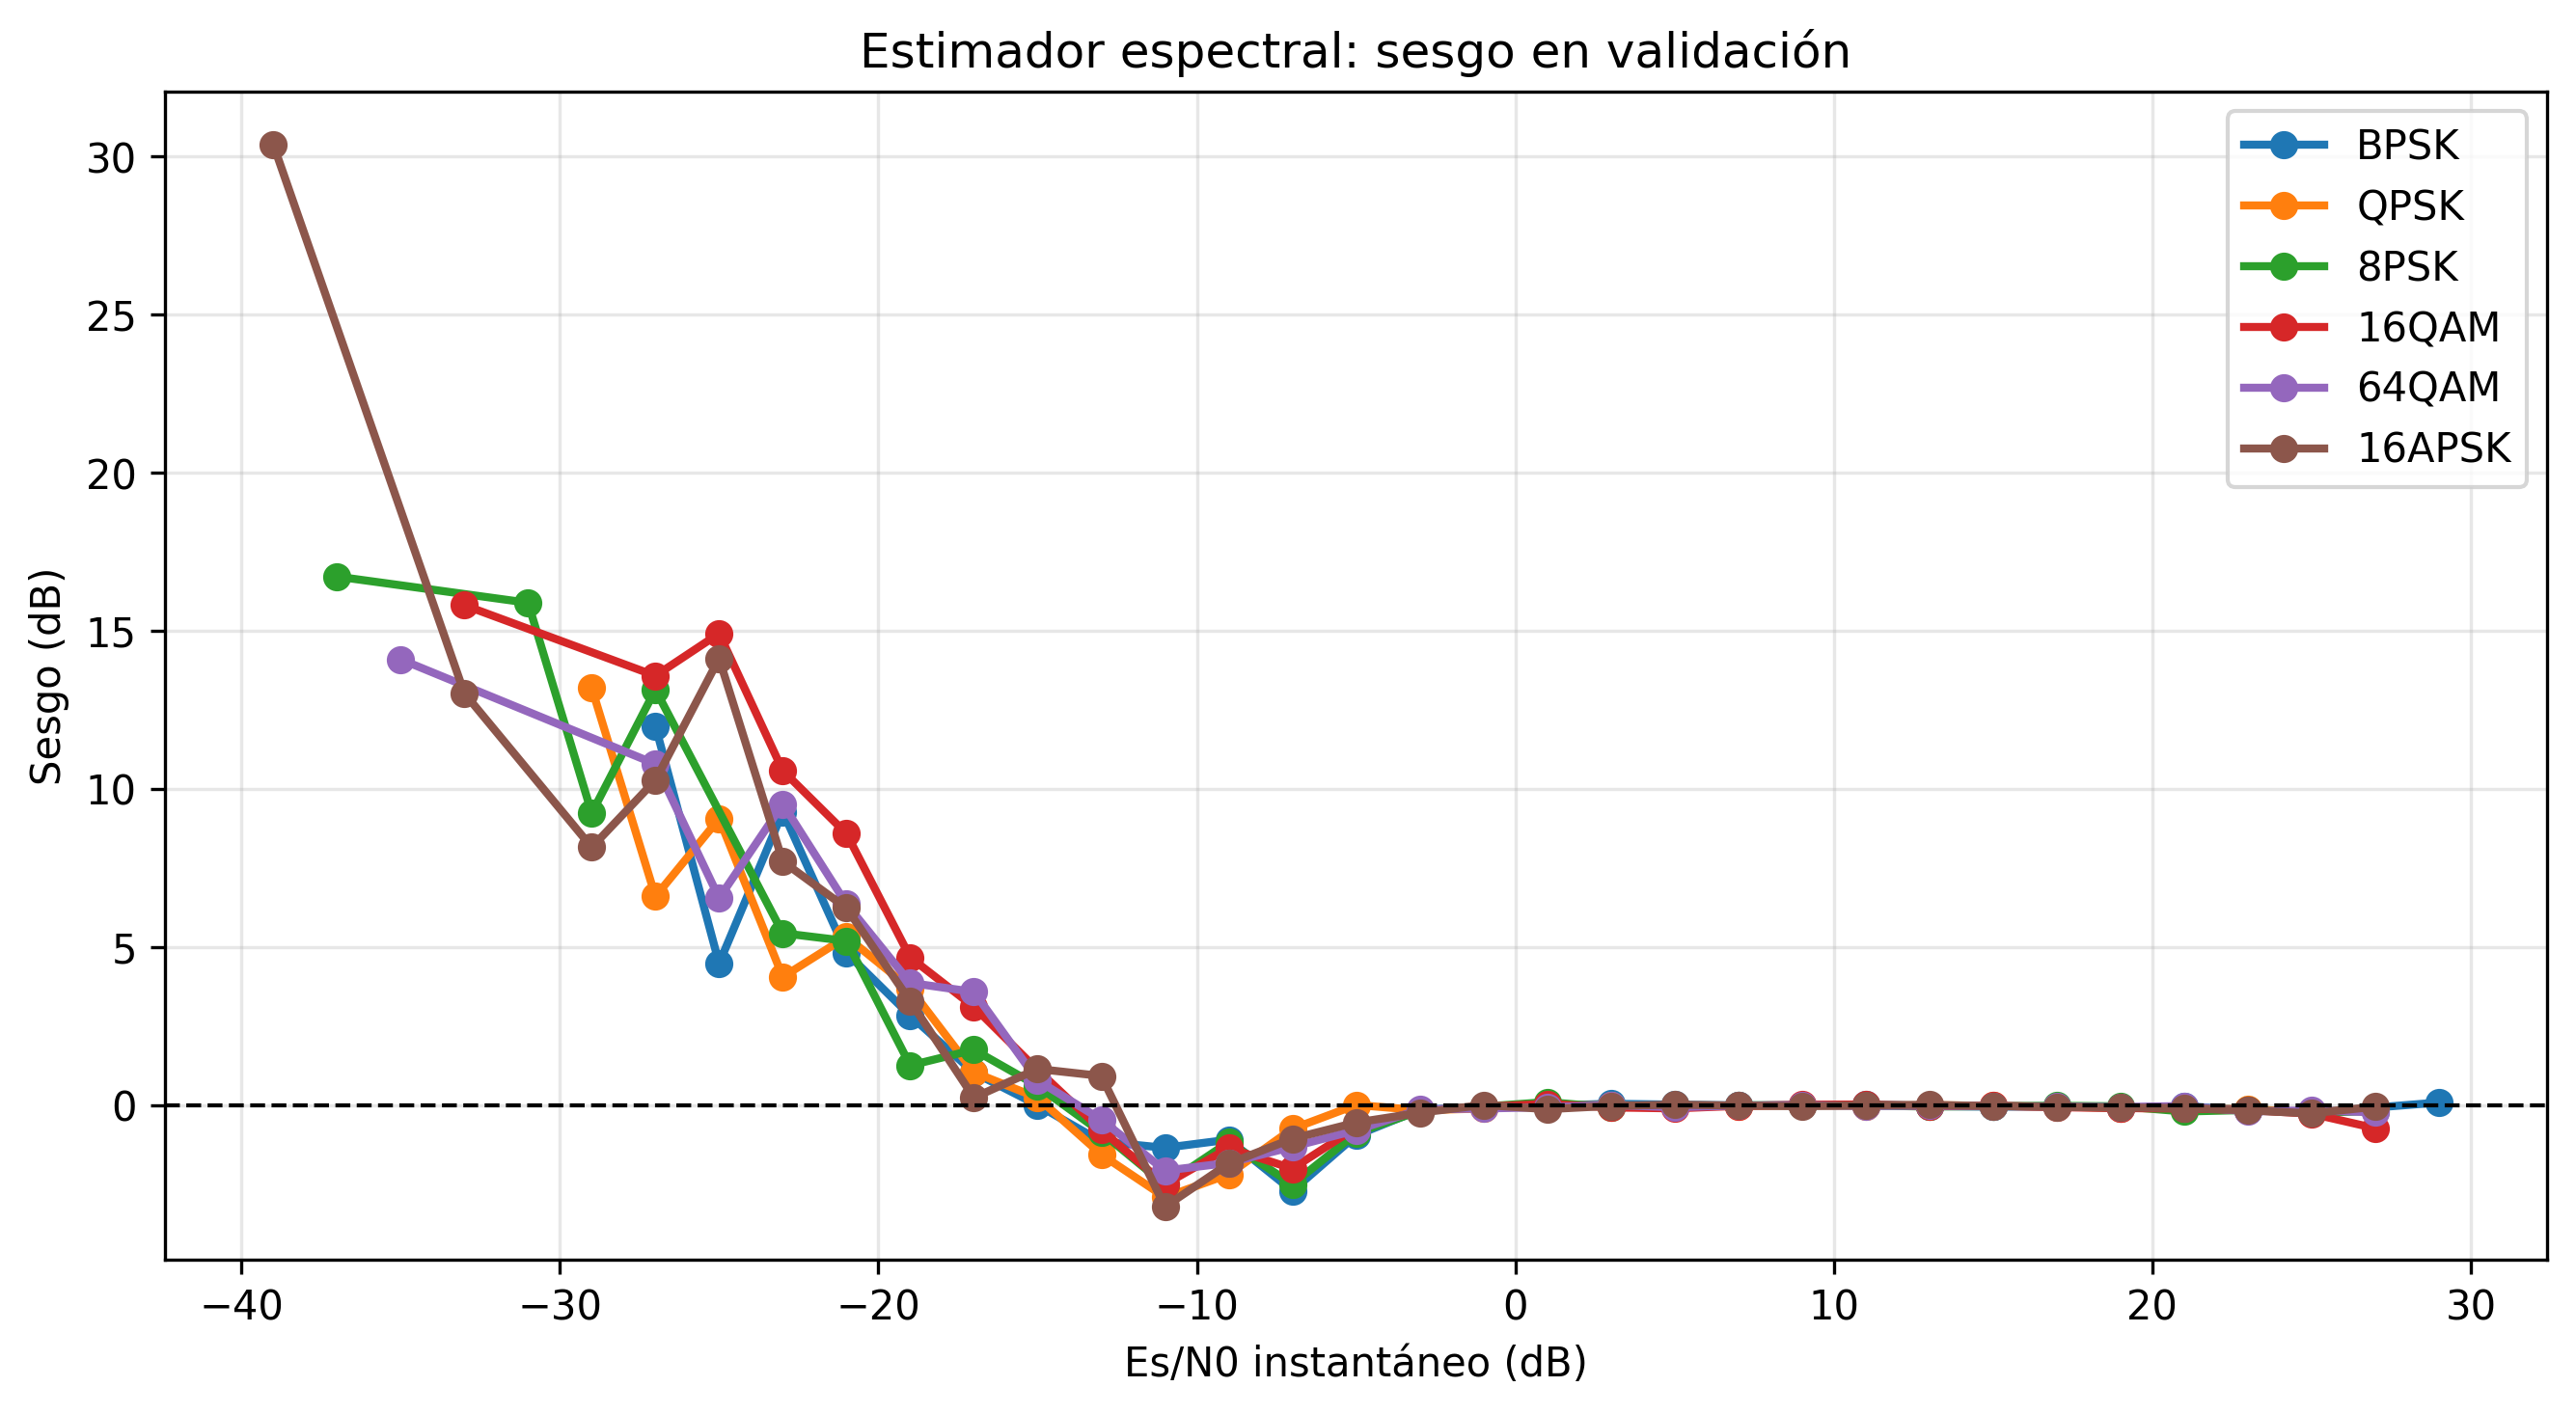 Estimador espectral: sesgo en validación
BPSK
QPSK
8PSK
16QAM
64QAM
16APSK
30
25
20
15
10
5
0
Sesgo (dB)
−40
−30
−20
−10
0
10
20
30
Es/N0 instantáneo (dB)